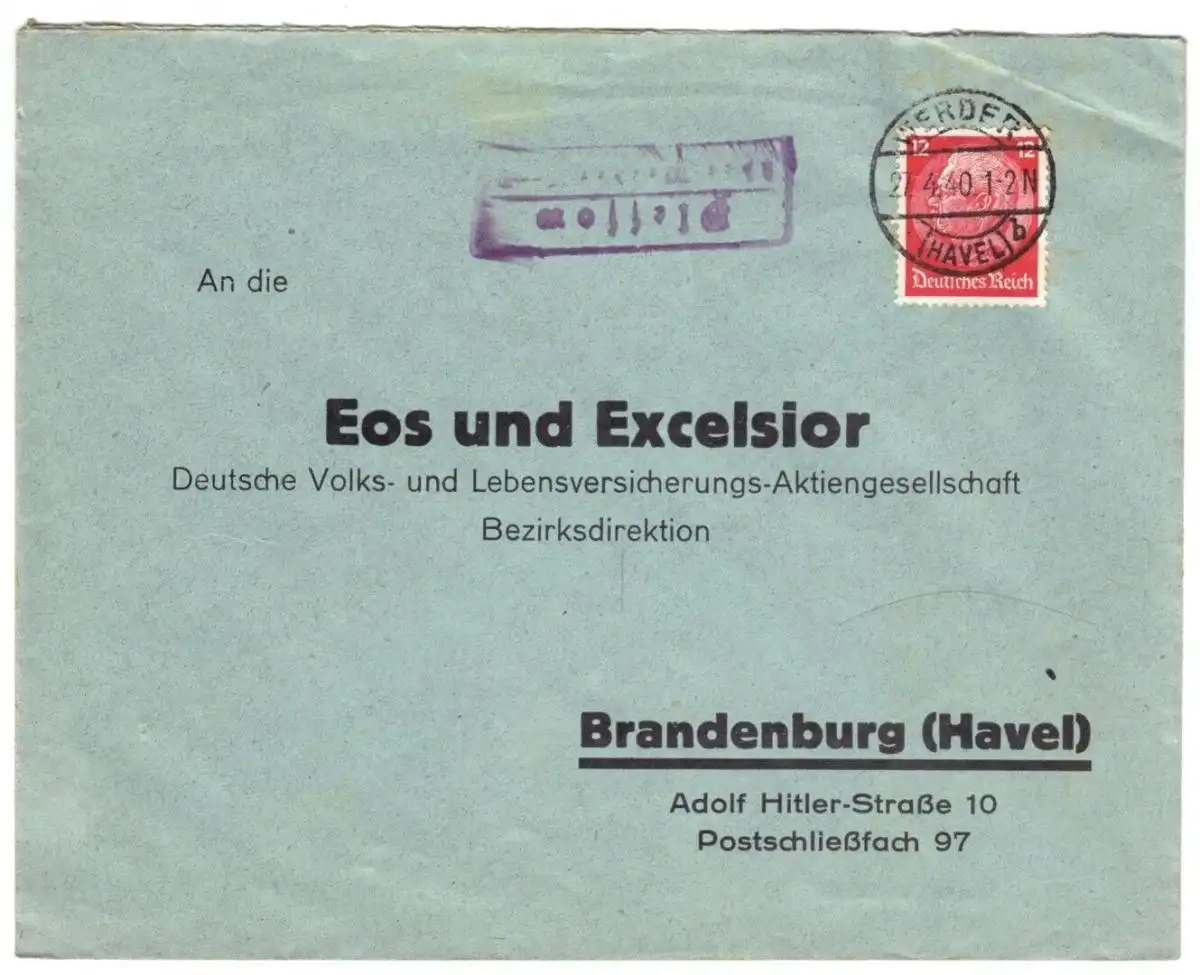 WERDER
12 12
27.4.40.1-2N
(HAVEL) b
Deutsches Reich
Plessow
An die
Eos und Excelsior
Deutsche Volks- und Lebensversicherungs-Aktiengesellschaft
Bezirksdirektion
Brandenburg (Havel)
Adolf Hitler-Straße 10
Postschließfach 97